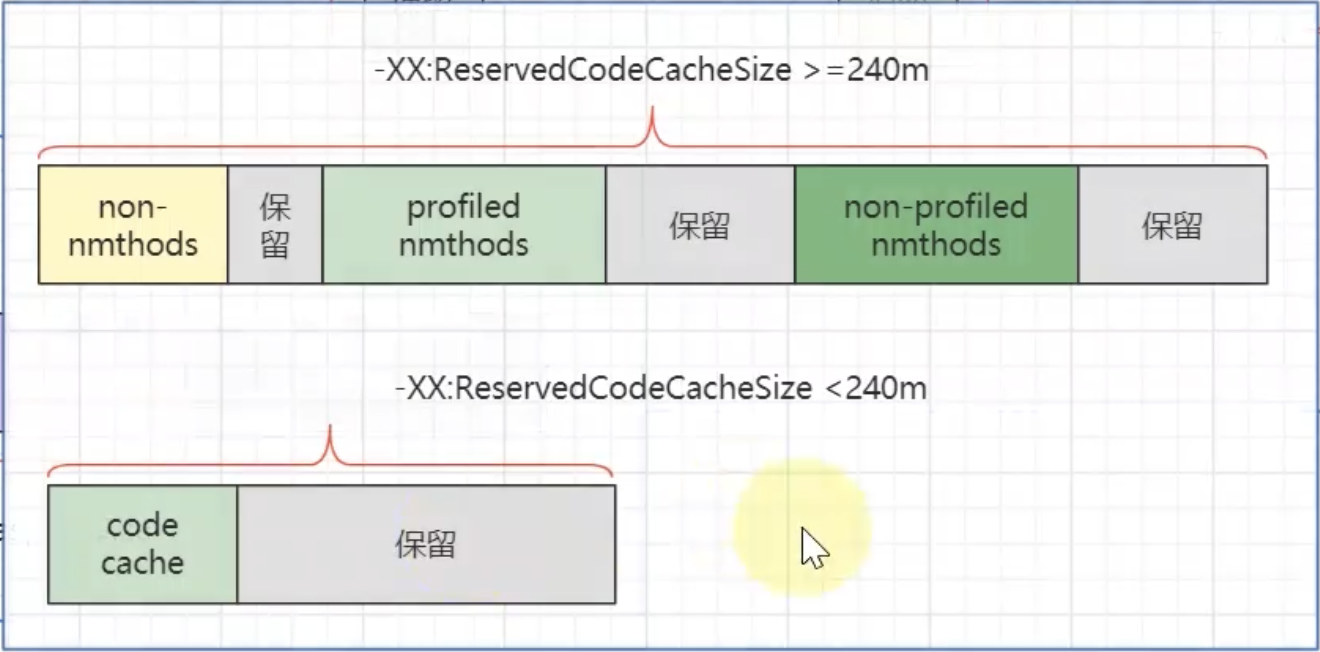 -XX:ReservedCodeCacheSize >=240m
non-
nmthods
保
留
profiled
nmthods
保留
non-profiled
nmthods
保留
-XX:ReservedCodeCacheSize <240m
code
cache
保留